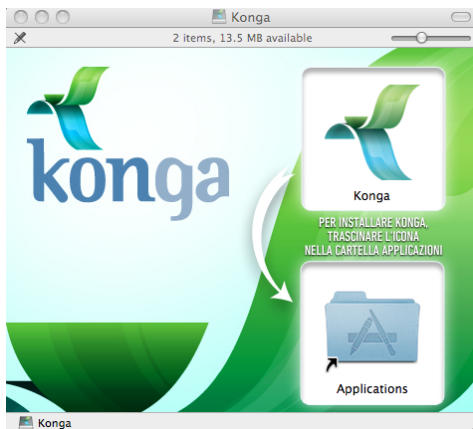 Konga
2 items, 13.5 MB available
konga
Konga
PER INSTALLARE KONGA,
TRASCINARE L'ICONA
NELLA CARTELLA APPLICAZIONI
Applications
Konga